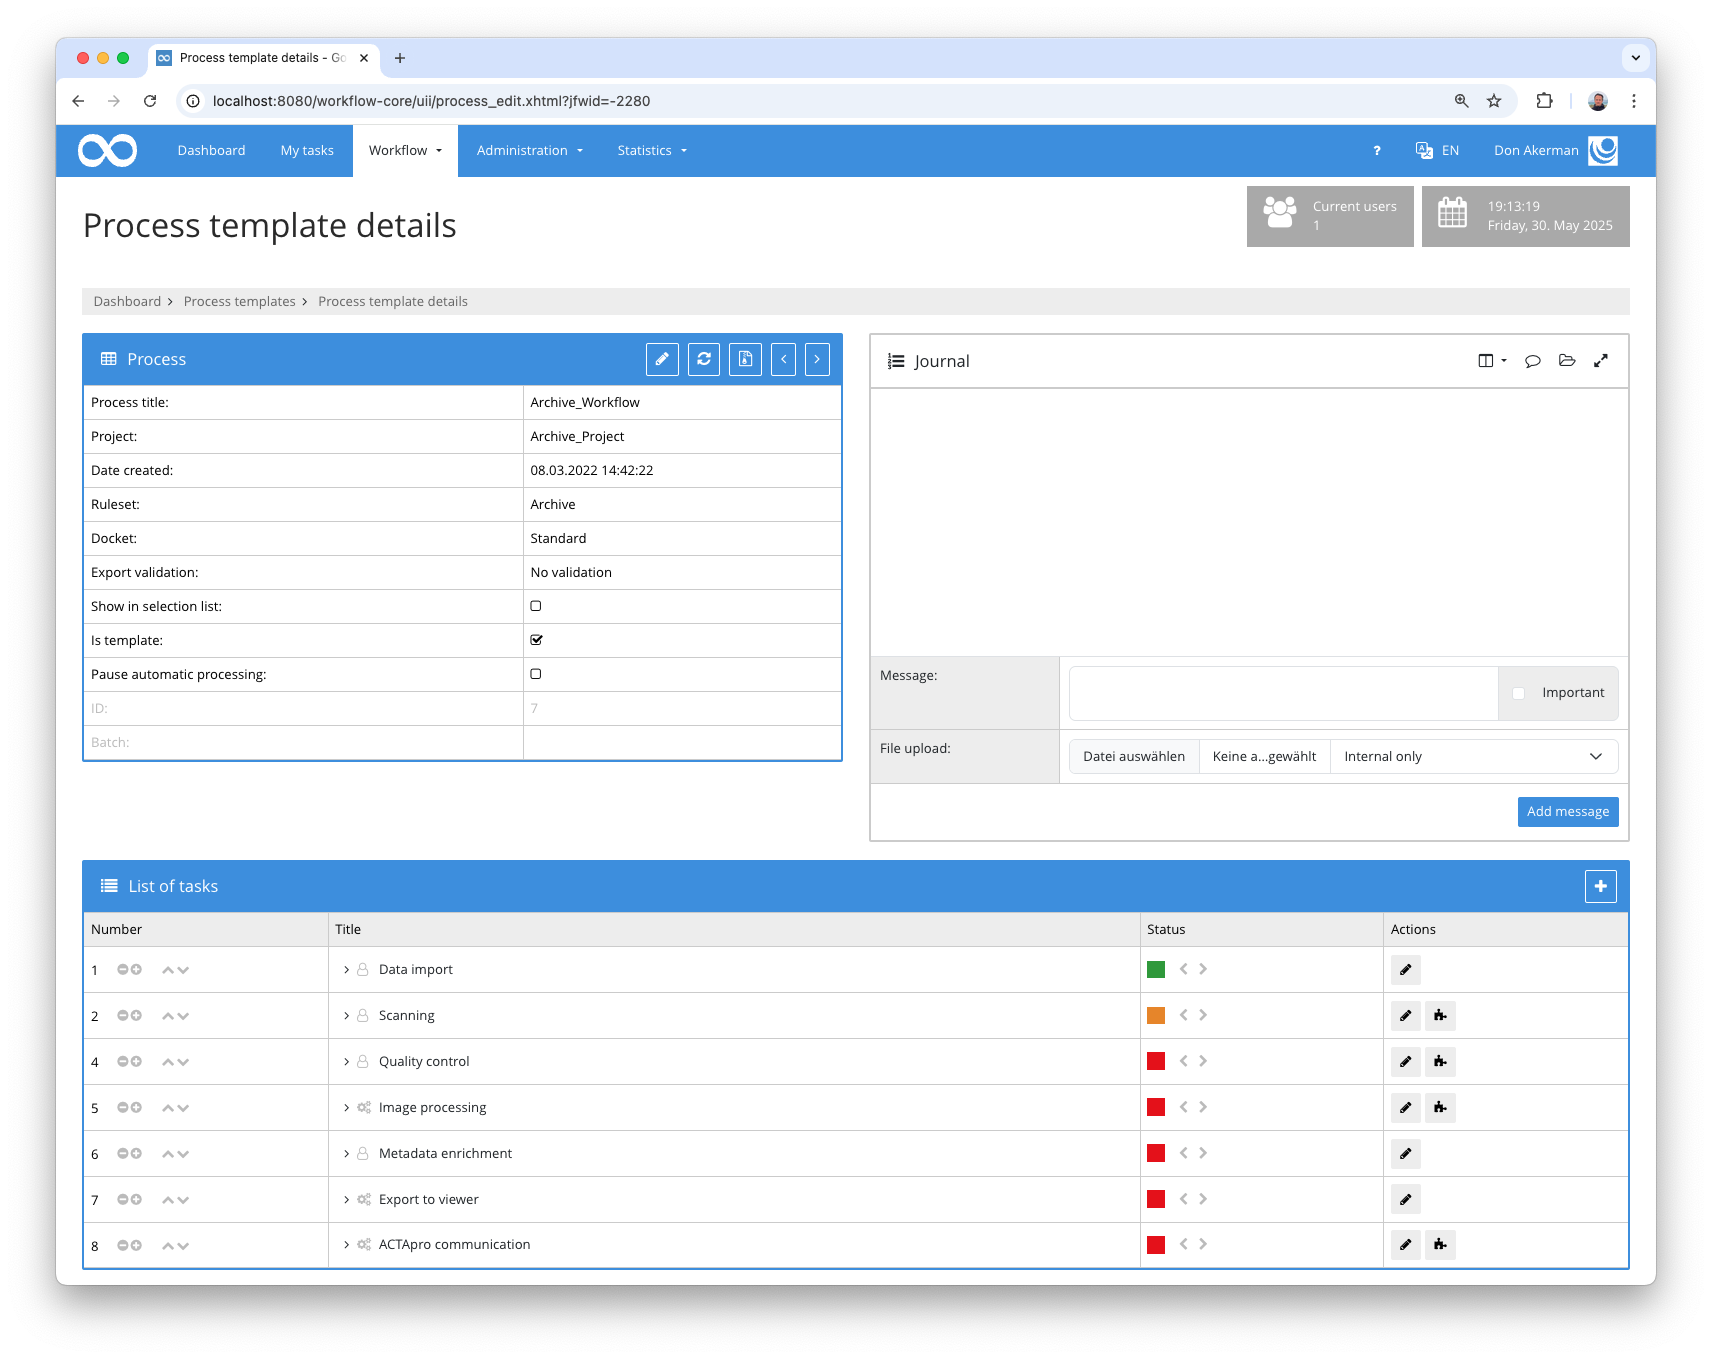 Process template details - Go
localhost:8080/workflow-core/uii/process_edit.xhtml?jfwid=-2280
Dashboard My tasks Workflow Administration Statistics ? EN Don Akerman
Process template details
Current users
1
19:13:19
Friday, 30. May 2025
Dashboard Process templates Process template details
Process
Process title: Archive_Workflow
Project: Archive_Project
Date created: 08.03.2022 14:42:22
Ruleset: Archive
Docket: Standard
Export validation: No validation
Show in selection list:
Is template:
Pause automatic processing:
ID: 7
Batch:
Journal
Message: Important
File upload: Datei auswählen Keine a...gewählt Internal only
Add message
List of tasks
Number Title Status Actions
1 Data import
2 Scanning
4 Quality control
5 Image processing
6 Metadata enrichment
7 Export to viewer
8 ACTApro communication